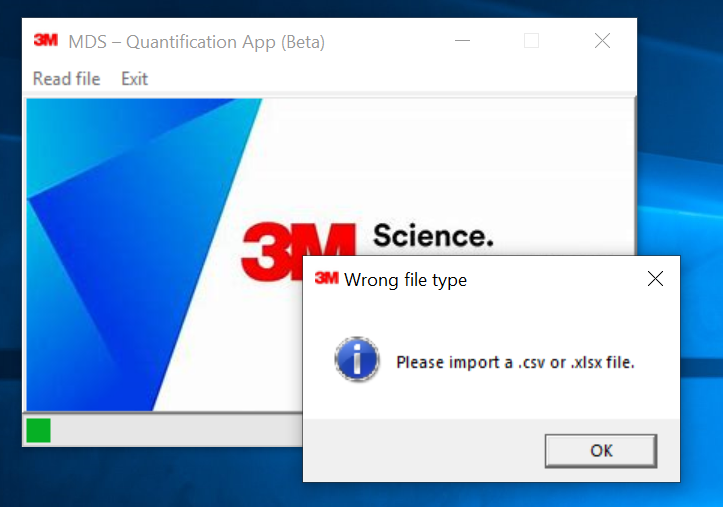 3M MDS – Quantification App (Beta)
Read file Exit
3M Science.
3M Wrong file type
Please import a .csv or .xlsx file.
OK